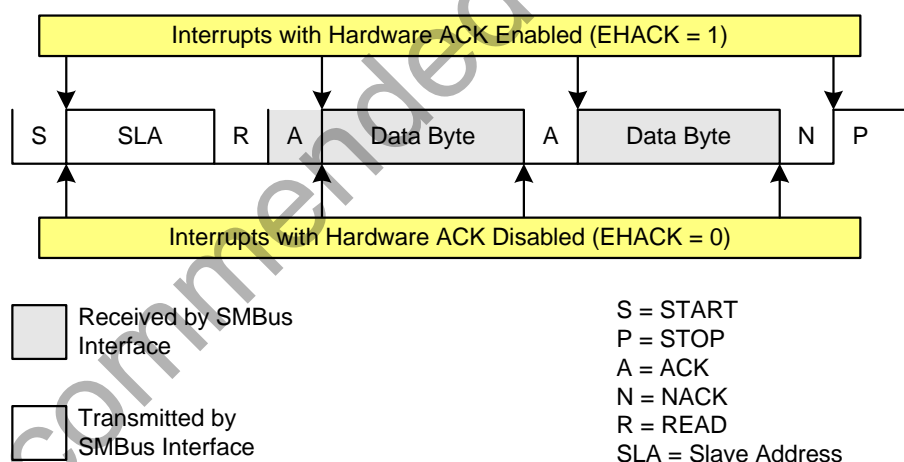 Interrupts with Hardware ACK Enabled (EHACK = 1)
S SLA R A Data Byte A Data Byte N P
Interrupts with Hardware ACK Disabled (EHACK = 0)
Received by SMBus
Interface
Transmitted by
SMBus Interface
S = START
P = STOP
A = ACK
N = NACK
R = READ
SLA = Slave Address
commended